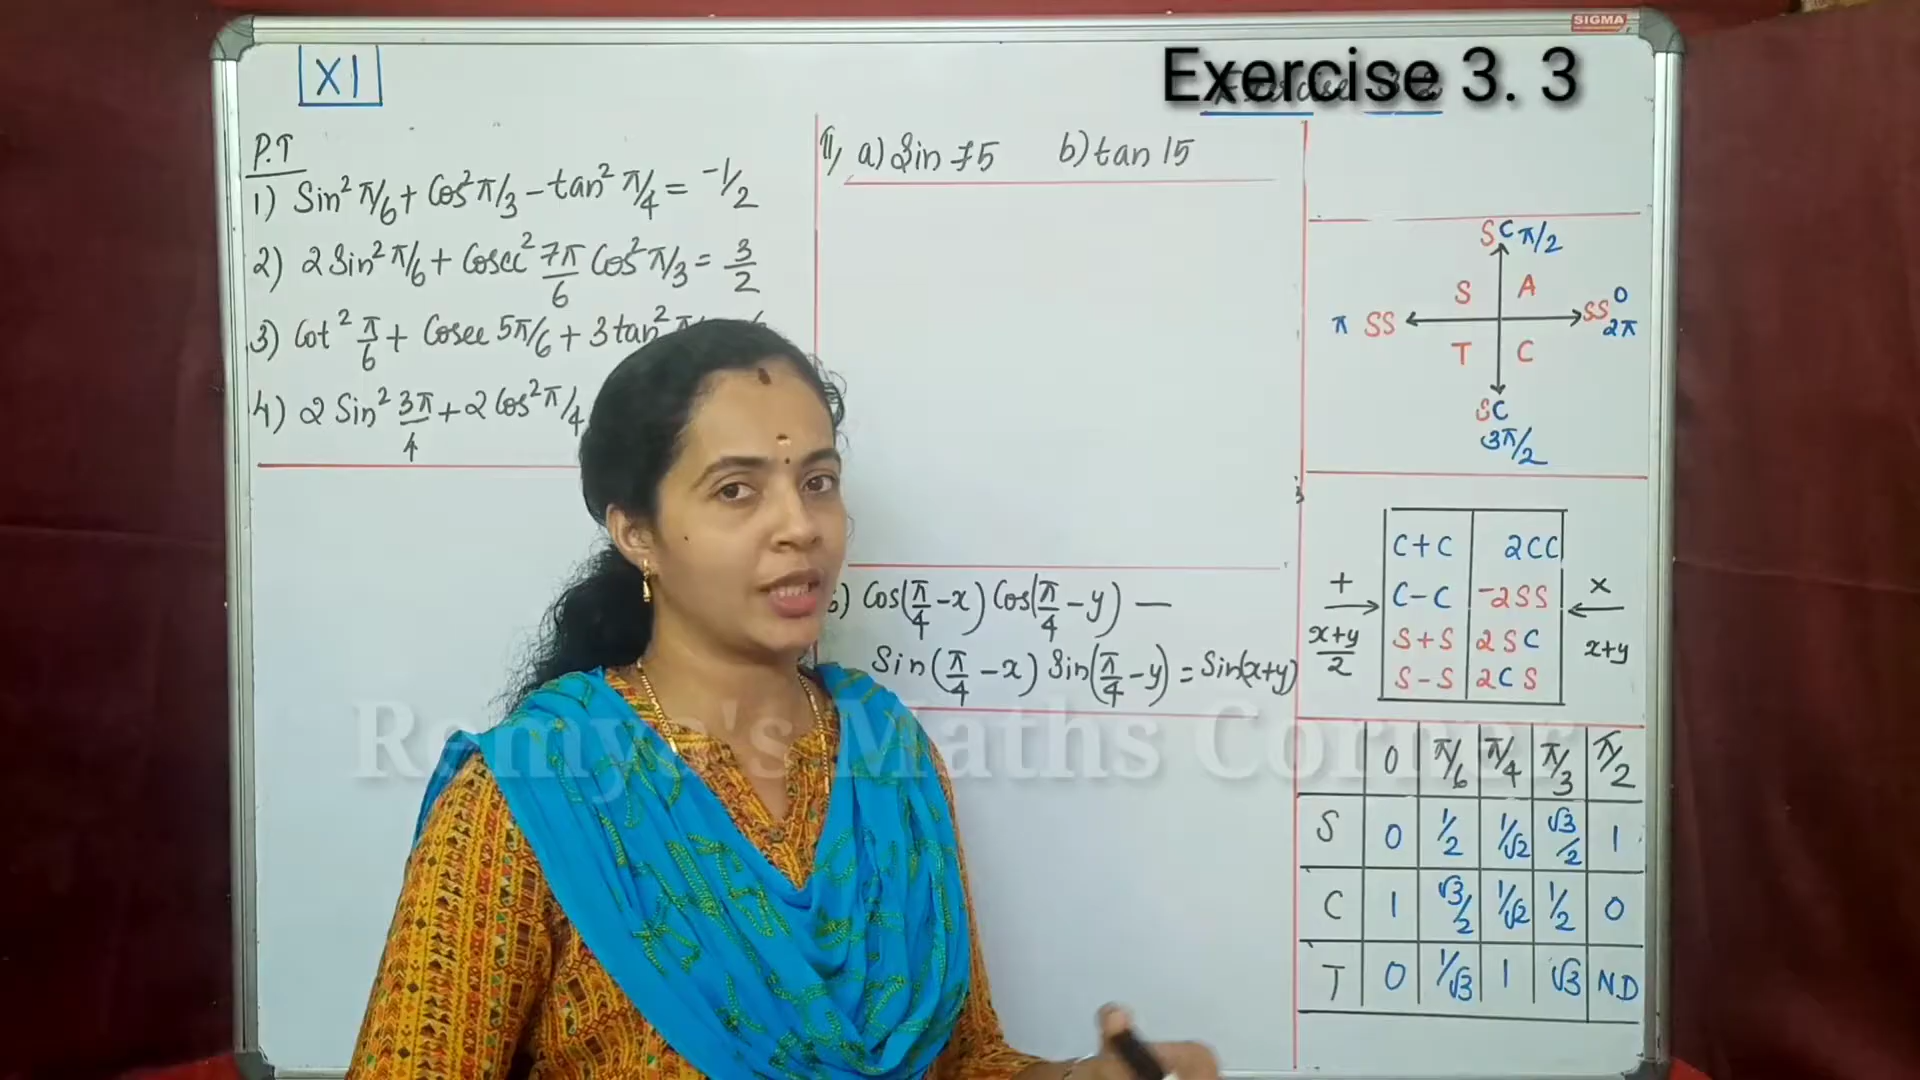 SIGMA
XI
Exercise 3. 3
P.T
1) Sin² π/6 + Cos² π/3 - tan² π/4 = -1/2
2) 2 Sin² π/6 + Cosec² 7π/6 Cos² π/3 = 3/2
3) Cot² π/6 + Cosec 5π/6 + 3 tan²
4) 2 Sin² 3π/4 + 2 Cos² π/4
a) Sin 75 b) tan 15
) Cos(π/4 - x) Cos(π/4 - y) —
Sin(π/4 - x) Sin(π/4 - y) = Sin(x+y)
SC π/2
S A
π SS SS 0
2π
T C
SC
3π/2
C+C 2CC
+ C-C -2SS x
x+y/2 S+S 2SC x+y
S-S 2CS
0 π/6 π/4 π/3 π/2
S 0 1/2 1/√2 √3/2 1
C 1 √3/2 1/√2 1/2 0
T 0 1/√3 1 √3 ND
Remya's Maths Corner